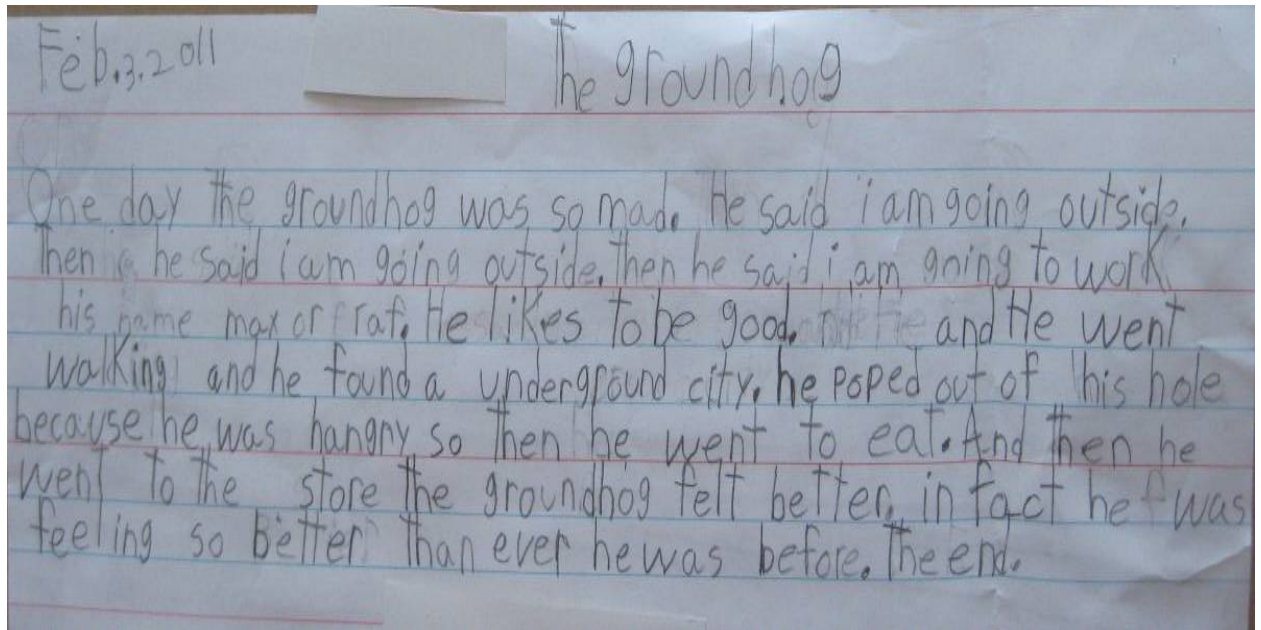 Feb.3.2011 The groundhog
One day the groundhog was so mad. He said i am going outside.
Then he said i am going outside. then he said i am going to work
his name max or raf. He likes to be good. and He went
walking and he found a underground city. he poped out of his hole
because he was hangny so then he went to eat. And then he
went to the store the groundhog felt better. in fact he was
feeling so better than ever he was before. The end.